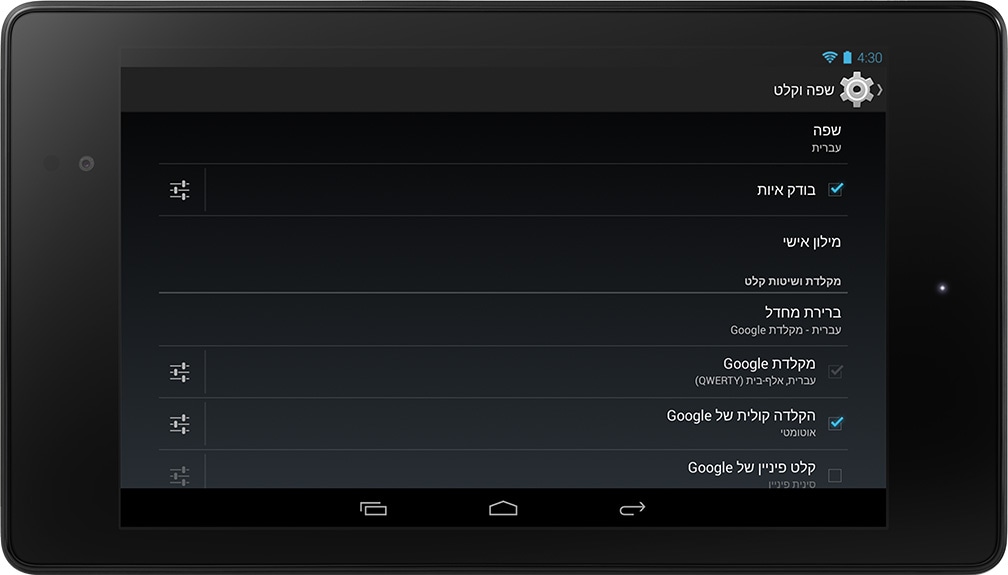 4:30
שפה וקלט
שפה
עברית
בודק איות
מילון אישי
מקלדת ושיטות קלט
ברירת מחדל
עברית - מקלדת Google
מקלדת Google
עברית, אלף-בית (QWERTY)
הקלדה קולית של Google
אוטומטי
קלט פיניין של Google
סינית פיניין